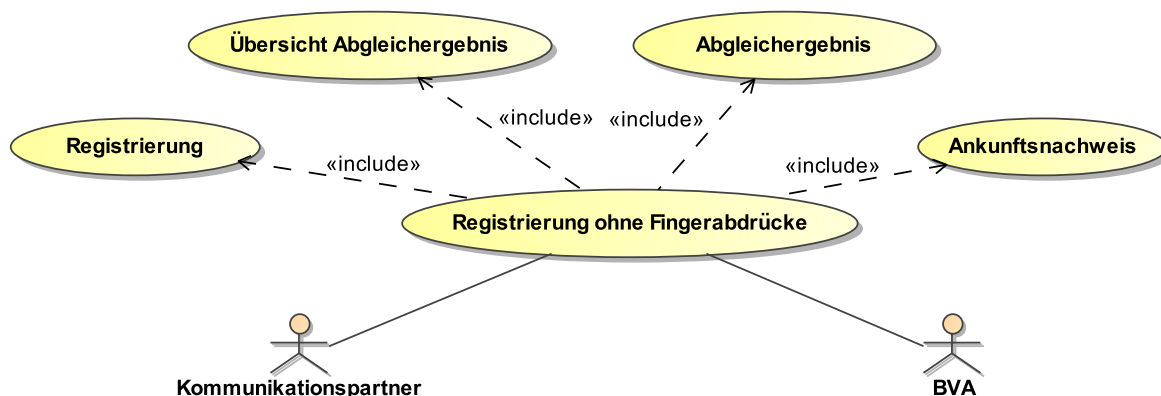 Übersicht Abgleichergebnis
Abgleichergebnis
«include»
«include»
Registrierung
«include»
«include»
Ankunftsnachweis
Registrierung ohne Fingerabdrücke
Kommunikationspartner
BVA